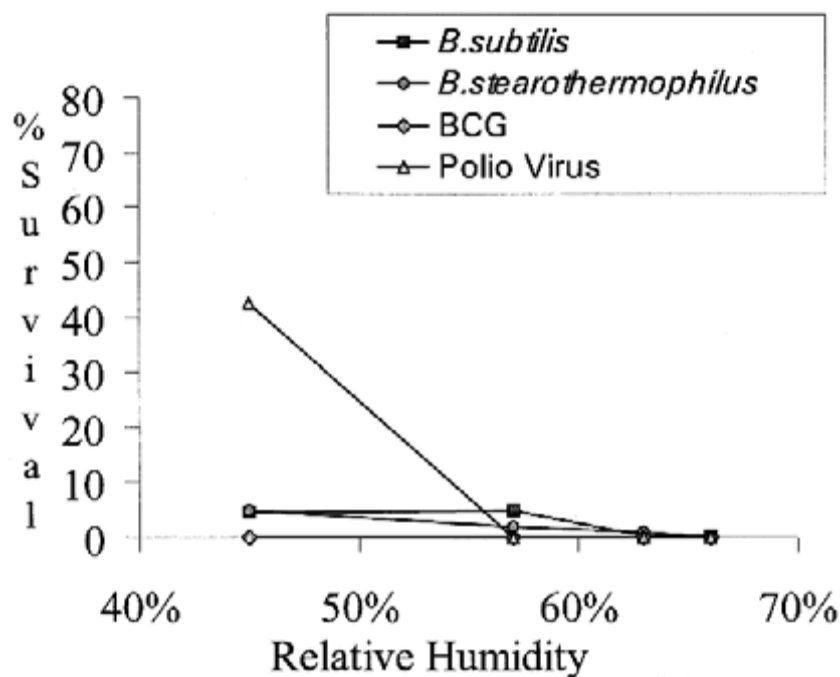 B.subtilis
B.stearothermophilus
BCG
Polio Virus
% Survival
80
70
60
50
40
30
20
10
0
40% 50% 60% 70%
Relative Humidity